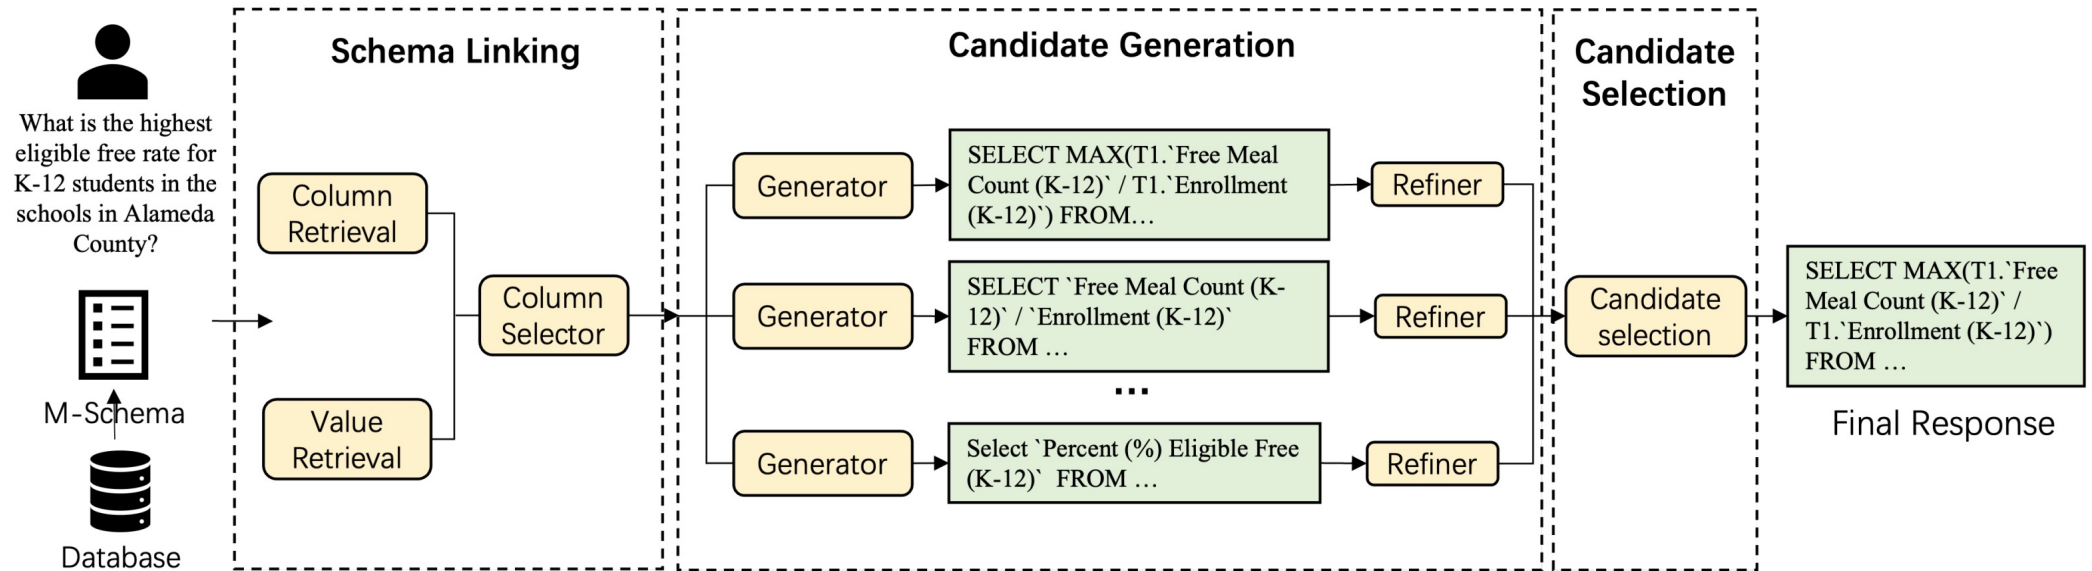 What is the highest
eligible free rate for
K-12 students in the
schools in Alameda
County?
M-Schema
Database
Schema Linking
Column
Retrieval
Value
Retrieval
Column
Selector
Candidate Generation
Generator
SELECT MAX(T1.`Free Meal
Count (K-12)` / T1.`Enrollment
(K-12)`) FROM…
Refiner
Generator
SELECT `Free Meal Count (K-
12)` / `Enrollment (K-12)`
FROM …
Refiner
...
Generator
Select `Percent (%) Eligible Free
(K-12)` FROM …
Refiner
Candidate
Selection
Candidate
selection
SELECT MAX(T1.`Free
Meal Count (K-12)` /
T1.`Enrollment (K-12)`)
FROM …
Final Response